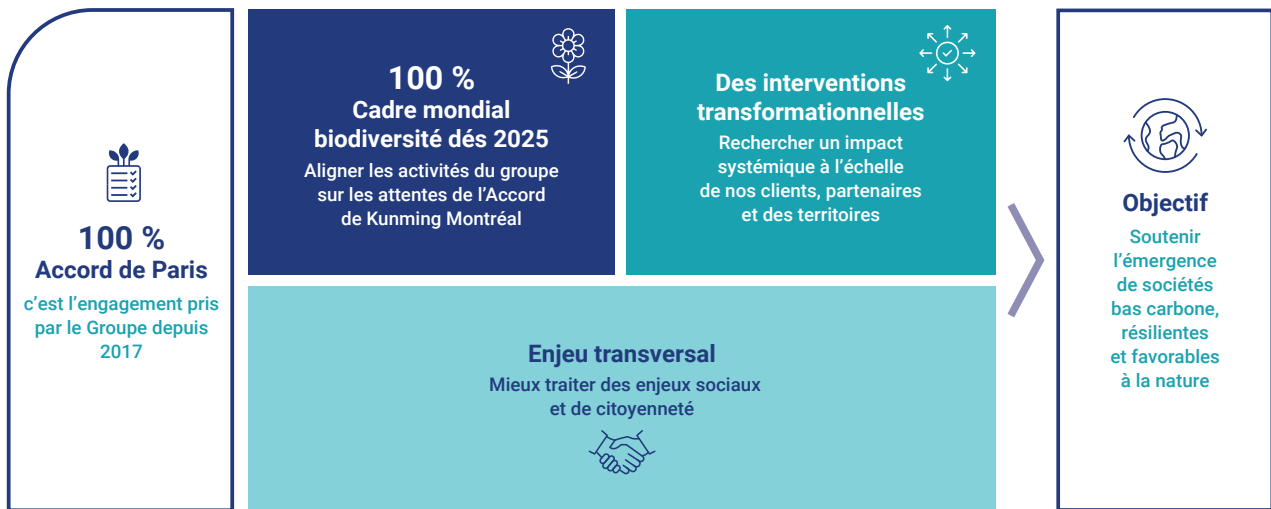 100 %
Accord de Paris
c’est l’engagement pris
par le Groupe depuis
2017
100 %
Cadre mondial
biodiversité dés 2025
Aligner les activités du groupe
sur les attentes de l’Accord
de Kunming Montréal
Des interventions
transformationnelles
Rechercher un impact
systémique à l’échelle
de nos clients, partenaires
et des territoires
Enjeu transversal
Mieux traiter des enjeux sociaux
et de citoyenneté
Objectif
Soutenir
l’émergence
de sociétés
bas carbone,
résilientes
et favorables
à la nature